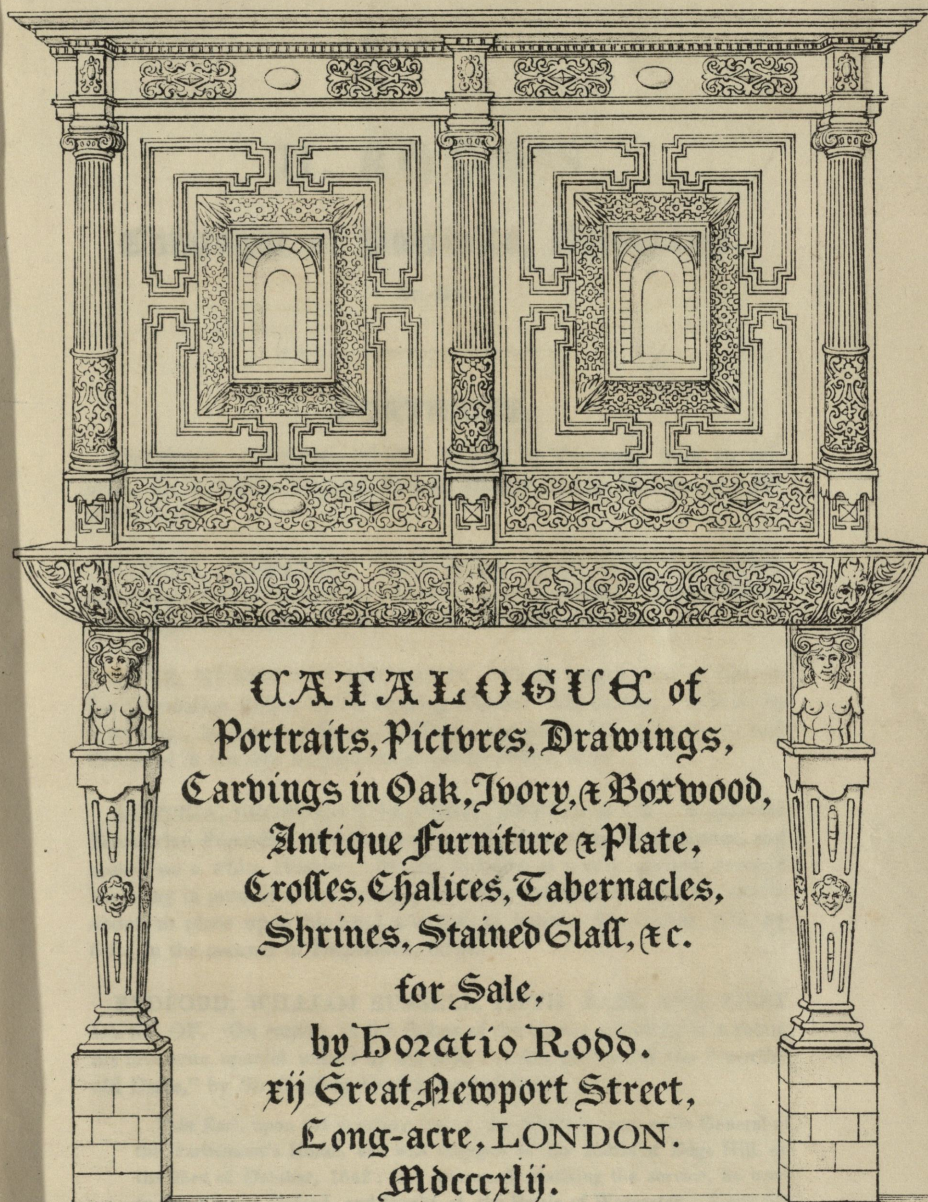 CATALOGUE of
Portraits, Pictvres, Drawings,
Carvings in Oak, Ivory, & Boxwood,
Antique Furniture & Plate,
Croſſes, Chalices, Tabernacles,
Shrines, Stained Glaſſ, &c.
for Sale,
by Horatio Rodd.
xij Great Newport Street,
Long-acre, LONDON.
Mdcccxlij.